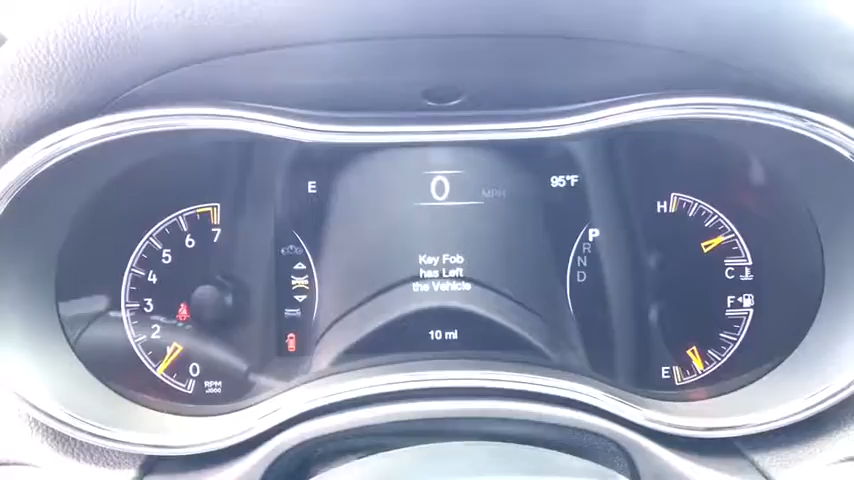 7
6
5
4
3
2
0
RPM
x1000
E
0
MPH
95°F
SPEED
P
R
N
D
Key Fob
has Left
the Vehicle
10 mi
H
C
F
E